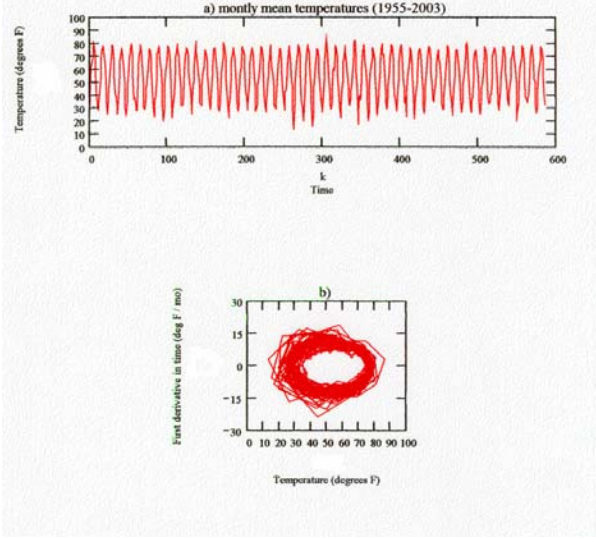 a) montly mean temperatures (1955-2003)
Temperature (degrees F)
100
90
80
70
60
50
40
30
20
10
0
0 100 200 300 400 500 600
k
Time
b)
First derivative in time (deg F / mo)
30
15
0
−15
−30
0 10 20 30 40 50 60 70 80 90 100
Temperature (degrees F)